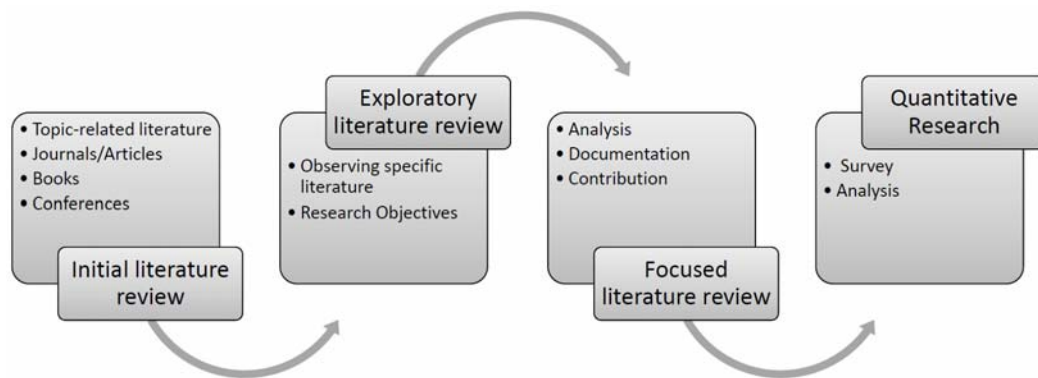 • Topic-related literature
• Journals/Articles
• Books
• Conferences
Initial literature
review
Exploratory
literature review
• Observing specific
literature
• Research Objectives
• Analysis
• Documentation
• Contribution
Focused
literature review
Quantitative
Research
• Survey
• Analysis